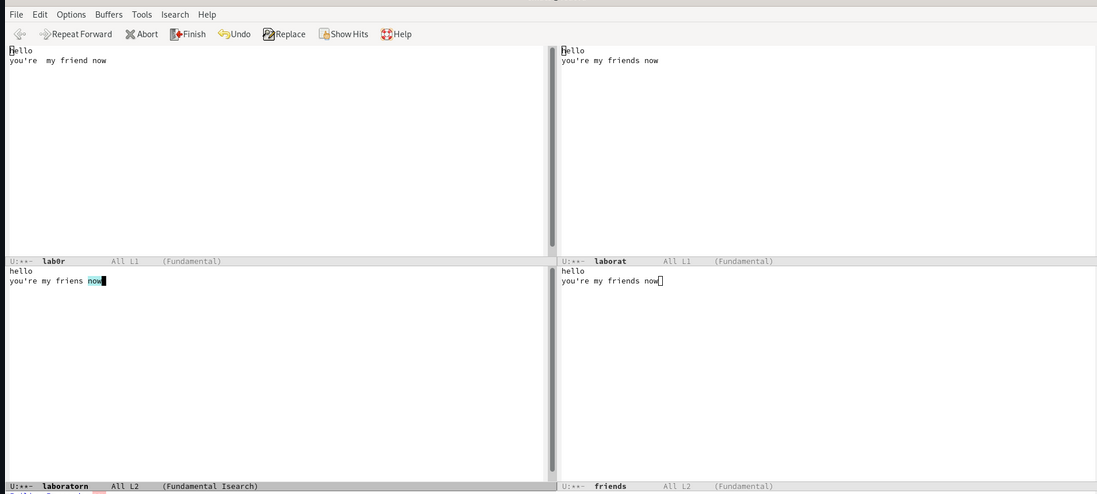 File Edit Options Buffers Tools Isearch Help
Repeat Forward Abort Finish Undo Replace Show Hits Help
hello
you're  my friend now
U:**-  lab0r  All L1  (Fundamental)
hello
you're my friends now
U:**-  laborat  All L1  (Fundamental)
hello
you're my friens now
U:**-  laboratorn  All L2  (Fundamental Isearch)
hello
you're my friends now
U:**-  friends  All L2  (Fundamental)